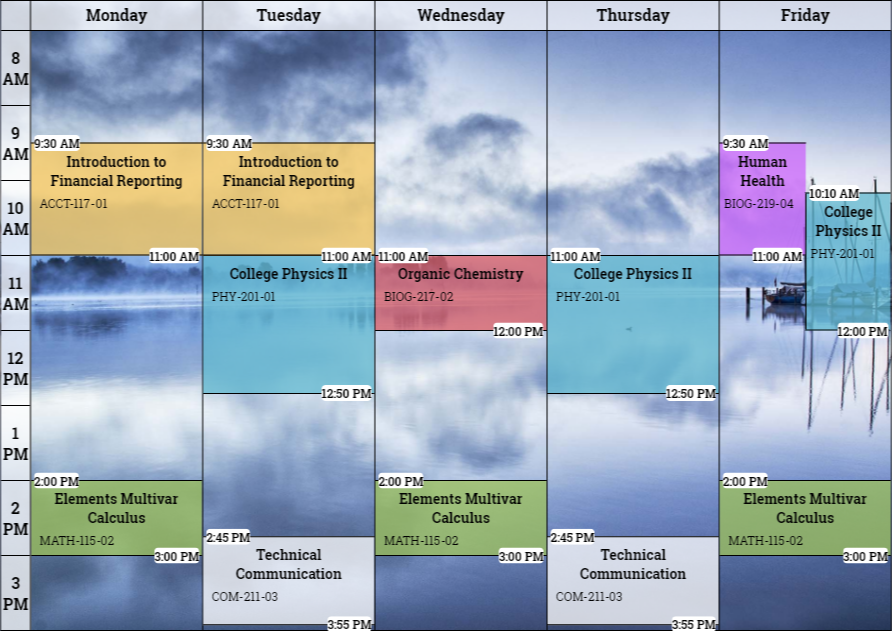 Monday Tuesday Wednesday Thursday Friday
8
AM
9
AM
9:30 AM 9:30 AM 9:30 AM
Introduction to Introduction to Human
Financial Reporting Financial Reporting Health
ACCT-117-01 ACCT-117-01 BIOG-219-04
10
AM
10:10 AM
College
Physics II
PHY-201-01
11:00 AM 11:00 AM 11:00 AM 11:00 AM 11:00 AM
11
AM
College Physics II Organic Chemistry College Physics II
PHY-201-01 BIOG-217-02 PHY-201-01
12:00 PM 12:00 PM
12
PM
12:50 PM 12:50 PM
1
PM
2:00 PM 2:00 PM 2:00 PM
2
PM
Elements Multivar Elements Multivar Elements Multivar
Calculus Calculus Calculus
MATH-115-02 MATH-115-02 MATH-115-02
2:45 PM 2:45 PM
3:00 PM 3:00 PM 3:00 PM
3
PM
Technical Technical
Communication Communication
COM-211-03 COM-211-03
3:55 PM 3:55 PM